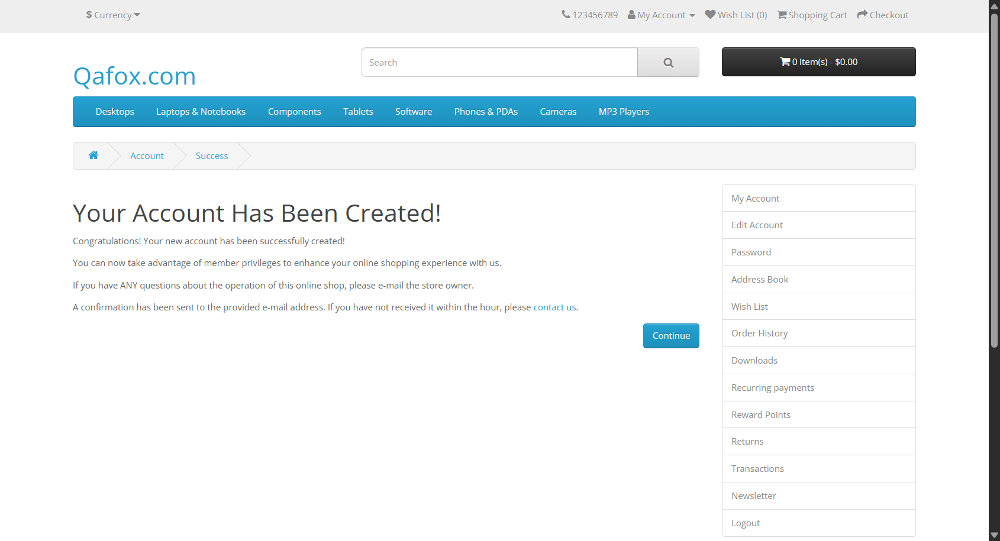 $ Currency
123456789 My Account Wish List (0) Shopping Cart Checkout
Qafox.com
Search
0 item(s) - $0.00
Desktops Laptops & Notebooks Components Tablets Software Phones & PDAs Cameras MP3 Players
Account Success
Your Account Has Been Created!
Congratulations! Your new account has been successfully created!
You can now take advantage of member privileges to enhance your online shopping experience with us.
If you have ANY questions about the operation of this online shop, please e-mail the store owner.
A confirmation has been sent to the provided e-mail address. If you have not received it within the hour, please contact us.
Continue
My Account
Edit Account
Password
Address Book
Wish List
Order History
Downloads
Recurring payments
Reward Points
Returns
Transactions
Newsletter
Logout